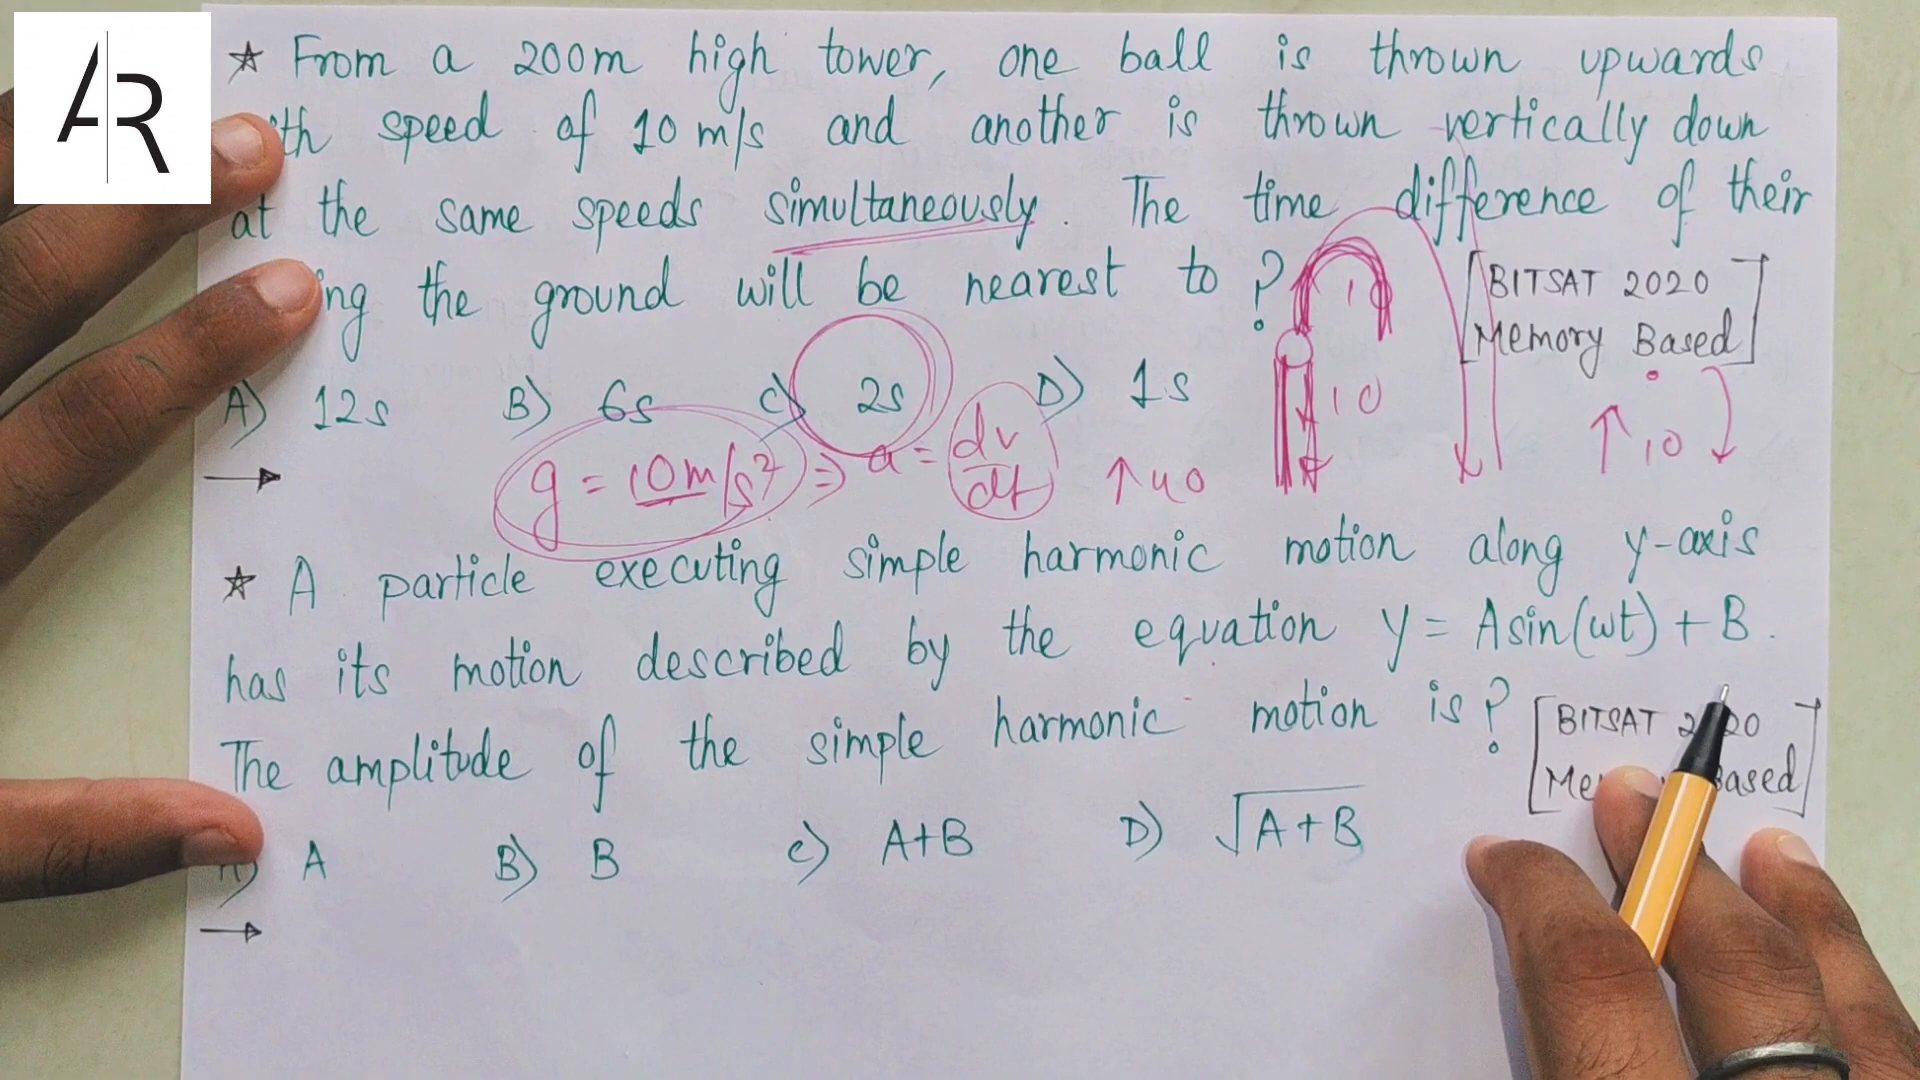 AR
★ From a 200m high tower, one ball is thrown upwards
speed of 10 m/s and another is thrown vertically down
at the same speeds simultaneously. The time difference of their
the ground will be nearest to ?
[BITSAT 2020
Memory Based]
10
A) 12s B) 6s C) 2s D) 1s
10
g = 10 m/s² ⇒ a = dv/dt ↑40
↑10
★ A particle executing simple harmonic motion along y-axis
has its motion described by the equation y = Asin(ωt) + B.
The amplitude of the simple harmonic motion is?
[BITSAT 2020
Based]
A) A B) B C) A+B D) √A+B